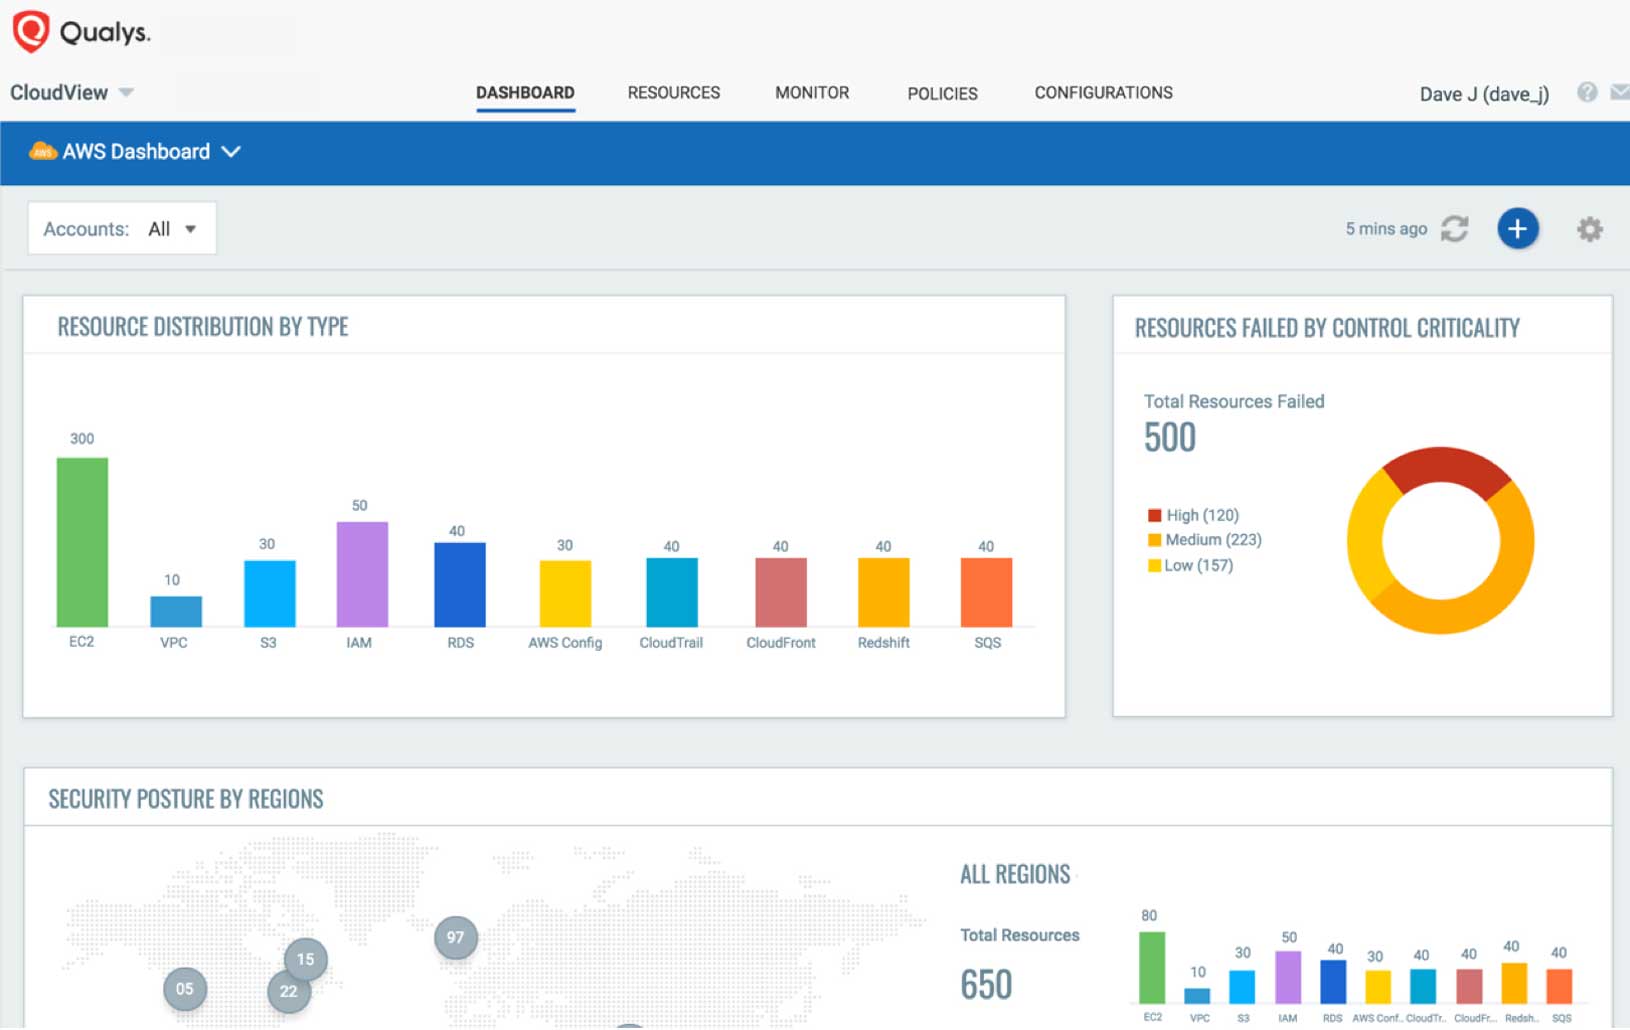 Qualys.
CloudView
DASHBOARD
RESOURCES
MONITOR
POLICIES
CONFIGURATIONS
Dave J (dave_j)
?
AWS AWS Dashboard
Accounts: All
5 mins ago
RESOURCE DISTRIBUTION BY TYPE
300
10
30
50
40
30
40
40
40
40
EC2
VPC
S3
IAM
RDS
AWS Config
CloudTrail
CloudFront
Redshift
SQS
RESOURCES FAILED BY CONTROL CRITICALITY
Total Resources Failed
500
High (120)
Medium (223)
Low (157)
SECURITY POSTURE BY REGIONS
97
15
05
22
ALL REGIONS
Total Resources
650
80
10
30
50
40
30
40
40
40
40
EC2
VPC
S3
IAM
RDS
AWS Conf..
CloudTr..
CloudFr...
Redsh..
SQS